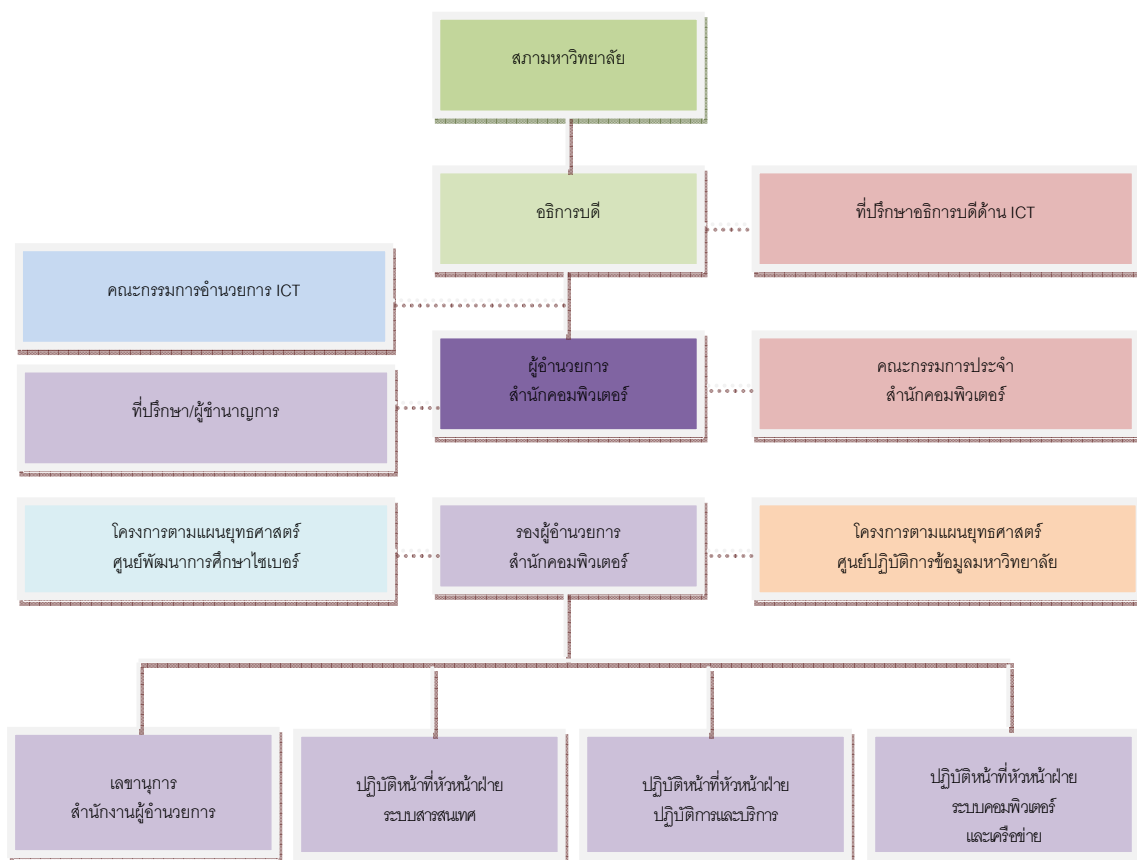 สภามหาวิทยาลัย
อธิการบดี
ที่ปรึกษาอธิการบดีด้าน ICT
คณะกรรมการอำนวยการ ICT
ผู้อำนวยการ
สำนักคอมพิวเตอร์
คณะกรรมการประจำ
สำนักคอมพิวเตอร์
ที่ปรึกษา/ผู้ชำนาญการ
โครงการตามแผนยุทธศาสตร์
ศูนย์พัฒนาการศึกษาไซเบอร์
รองผู้อำนวยการ
สำนักคอมพิวเตอร์
โครงการตามแผนยุทธศาสตร์
ศูนย์ปฏิบัติการข้อมูลมหาวิทยาลัย
เลขานุการ
สำนักงานผู้อำนวยการ
ปฏิบัติหน้าที่หัวหน้าฝ่าย
ระบบสารสนเทศ
ปฏิบัติหน้าที่หัวหน้าฝ่าย
ปฏิบัติการและบริการ
ปฏิบัติหน้าที่หัวหน้าฝ่าย
ระบบคอมพิวเตอร์
และเครือข่าย